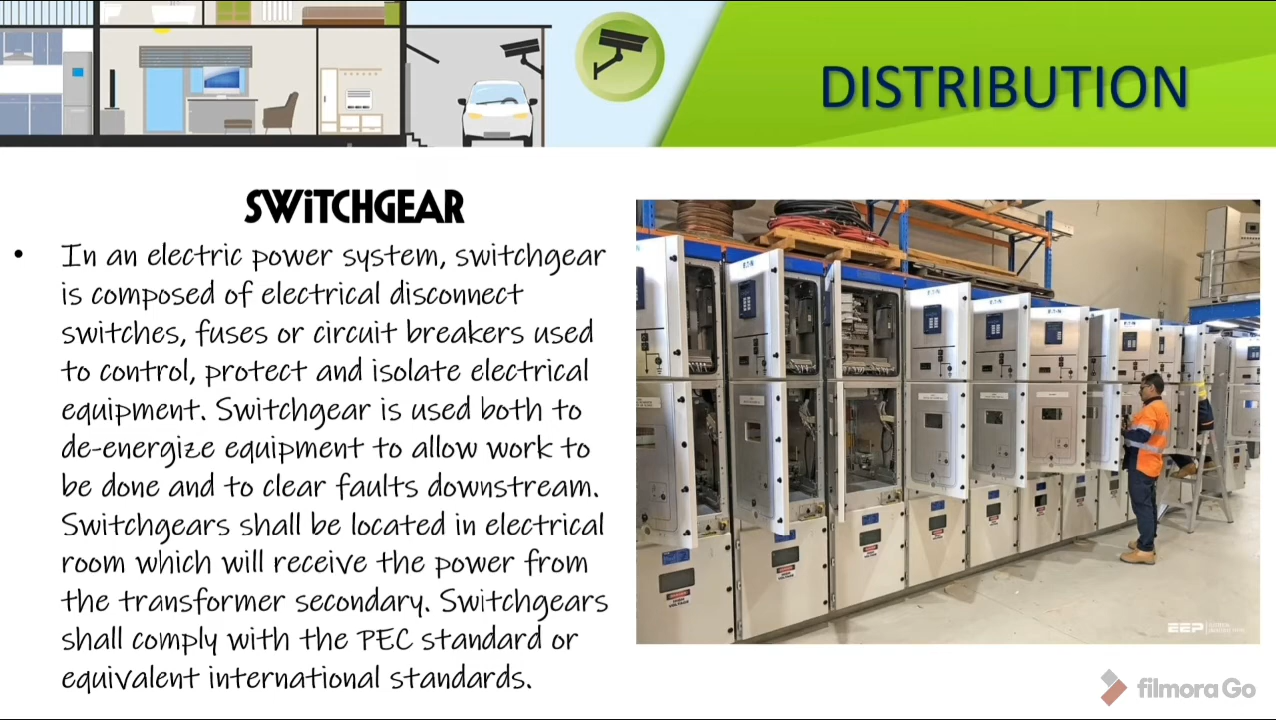 DISTRIBUTION
SWiTCHGEAR
• In an electric power system, switchgear
is composed of electrical disconnect
switches, fuses or circuit breakers used
to control, protect and isolate electrical
equipment. Switchgear is used both to
de-energize equipment to allow work to
be done and to clear faults downstream.
Switchgears shall be located in electrical
room which will receive the power from
the transformer secondary. Switchgears
shall comply with the PEC standard or
equivalent international standards.
EEP
filmora Go